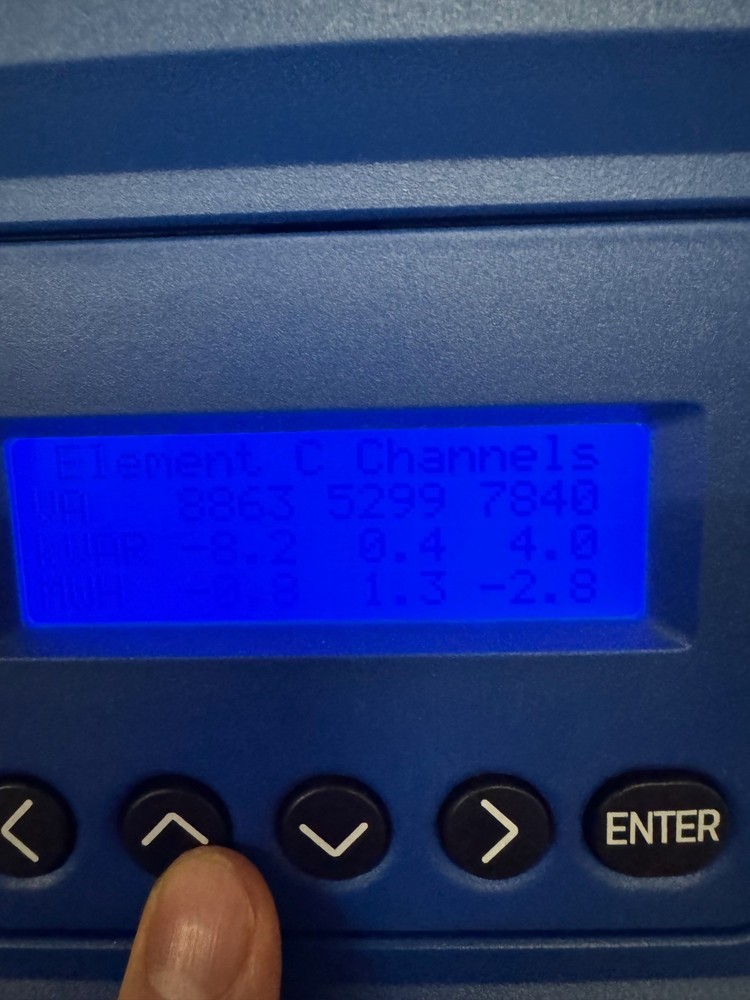 Element C Channels
VA 8863 5299 7840
kVAR -8.2 0.4 4.0
MWH -0.8 1.3 -2.8
ENTER